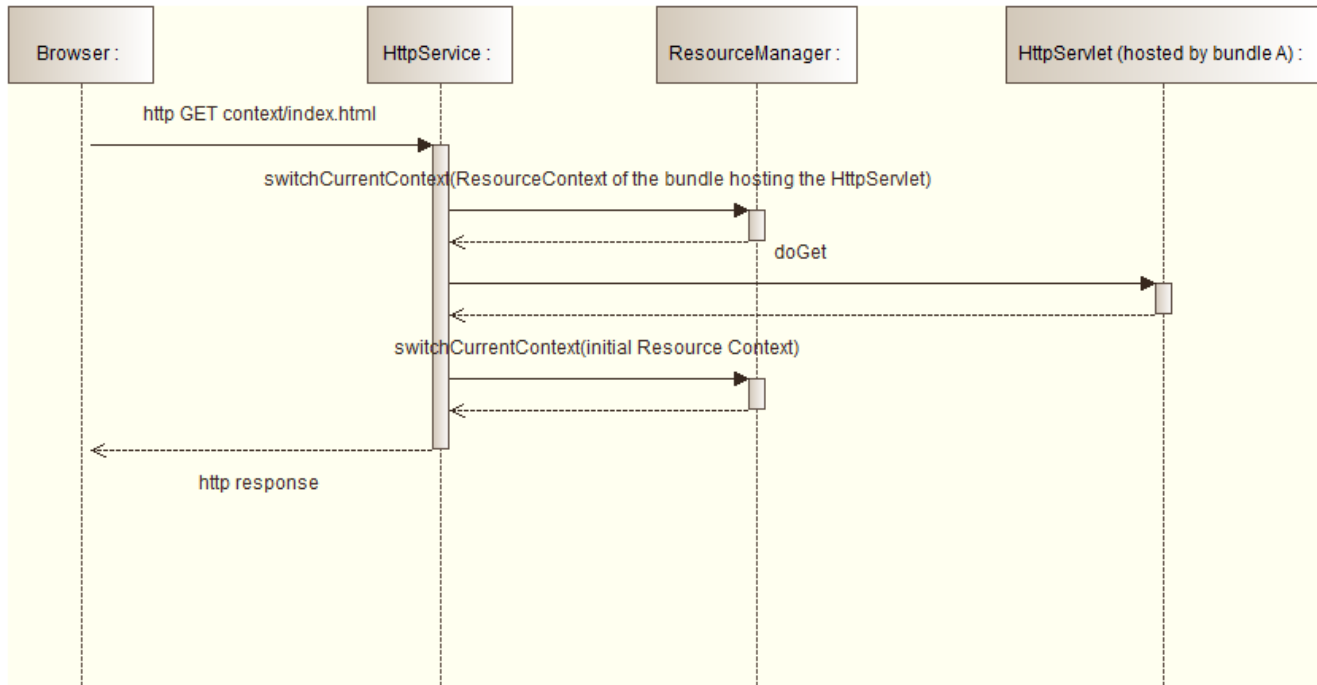 Browser :
HttpService :
ResourceManager :
HttpServlet (hosted by bundle A) :
http GET context/index.html
switchCurrentContext(ResourceContext of the bundle hosting the HttpServlet)
doGet
switchCurrentContext(initial Resource Context)
http response